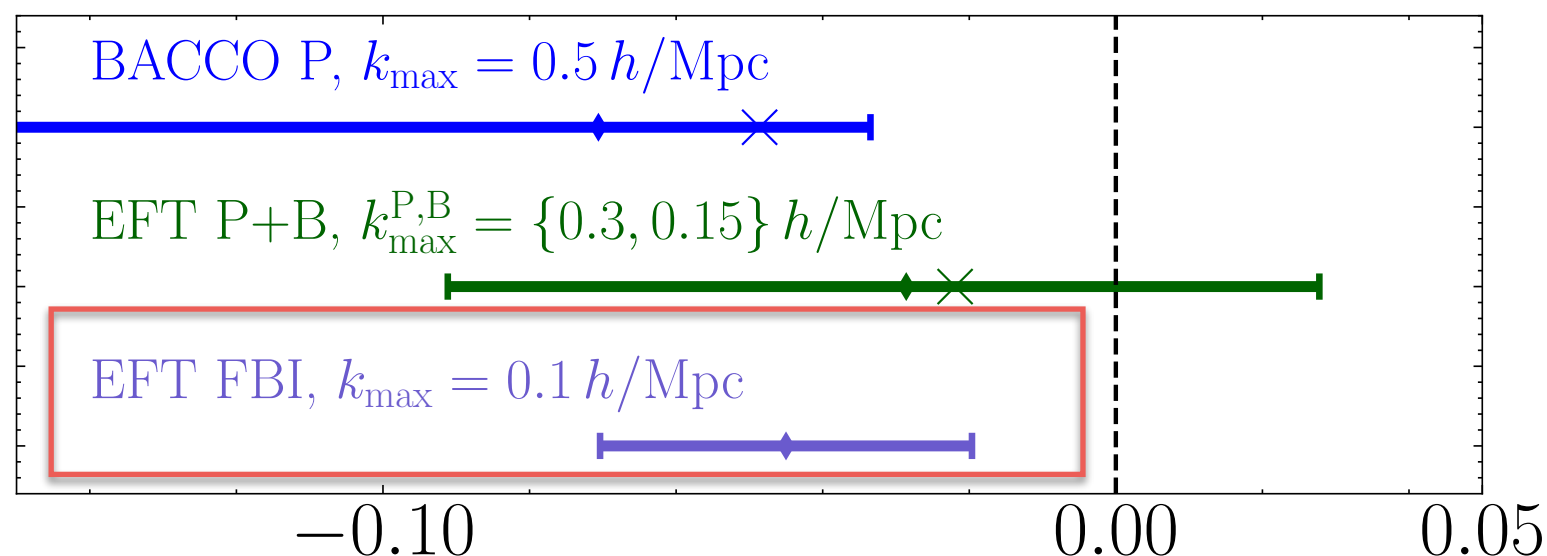 BACCO P, k_max = 0.5 h/Mpc
EFT P+B, k_max^P,B = {0.3, 0.15} h/Mpc
EFT FBI, k_max = 0.1 h/Mpc
−0.10 0.00 0.05